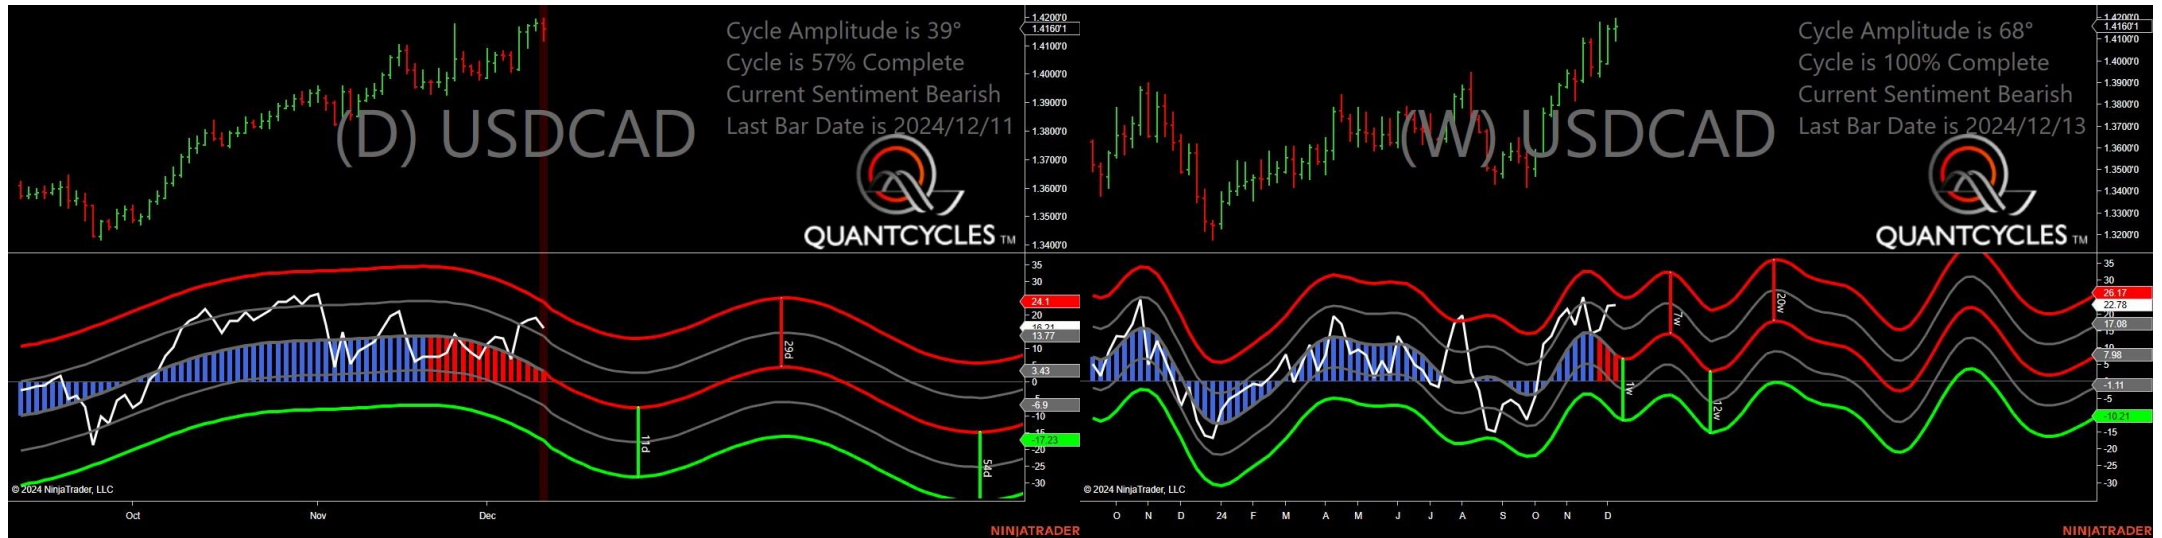 Cycle Amplitude is 39°
Cycle is 57% Complete
Current Sentiment Bearish
Last Bar Date is 2024/12/11
(D) USDCAD
QUANTCYCLES TM
1.4200'0
1.4160'1
1.4100'0
1.4000'0
1.3900'0
1.3800'0
1.3700'0
1.3600'0
1.3500'0
1.3400'0
35
30
24.1
16.21
13.77
10
3.43
0
-6.9
-10
-15
-17.23
-20
-25
-30
29d
11d
54d
© 2024 NinjaTrader, LLC
Oct Nov Dec
NINJATRADER
Cycle Amplitude is 68°
Cycle is 100% Complete
Current Sentiment Bearish
Last Bar Date is 2024/12/13
(W) USDCAD
QUANTCYCLES TM
1.4200'0
1.4160'1
1.4100'0
1.4000'0
1.3900'0
1.3800'0
1.3700'0
1.3600'0
1.3500'0
1.3400'0
1.3300'0
1.3200'0
35
26.17
22.78
20
17.08
10
7.98
-1.11
-5
-10.21
-15
-20
-25
-30
7w
20w
1w
12w
© 2024 NinjaTrader, LLC
O N D 24 F M A M J J A S O N D
NINJATRADER